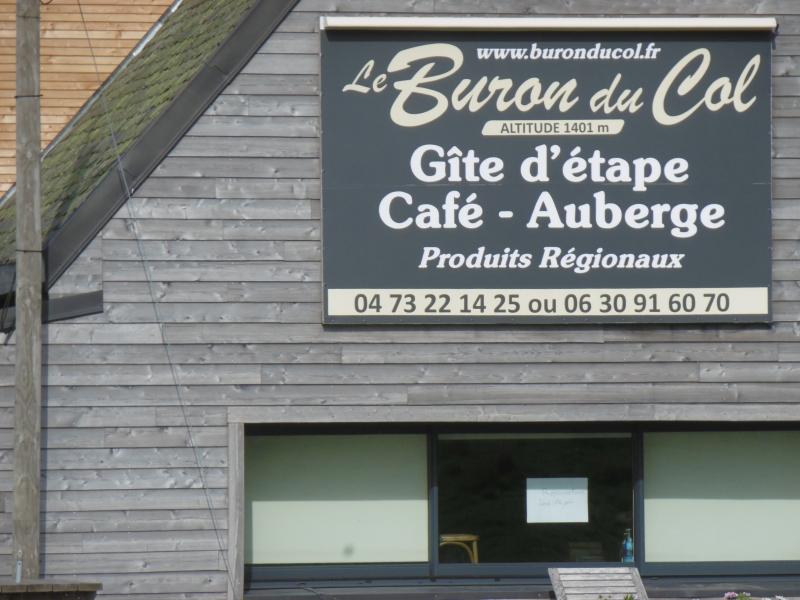 www.buronducol.fr
Le Buron du Col
ALTITUDE 1401 m
Gîte d'étape
Café - Auberge
Produits Régionaux
04 73 22 14 25 ou 06 30 91 60 70